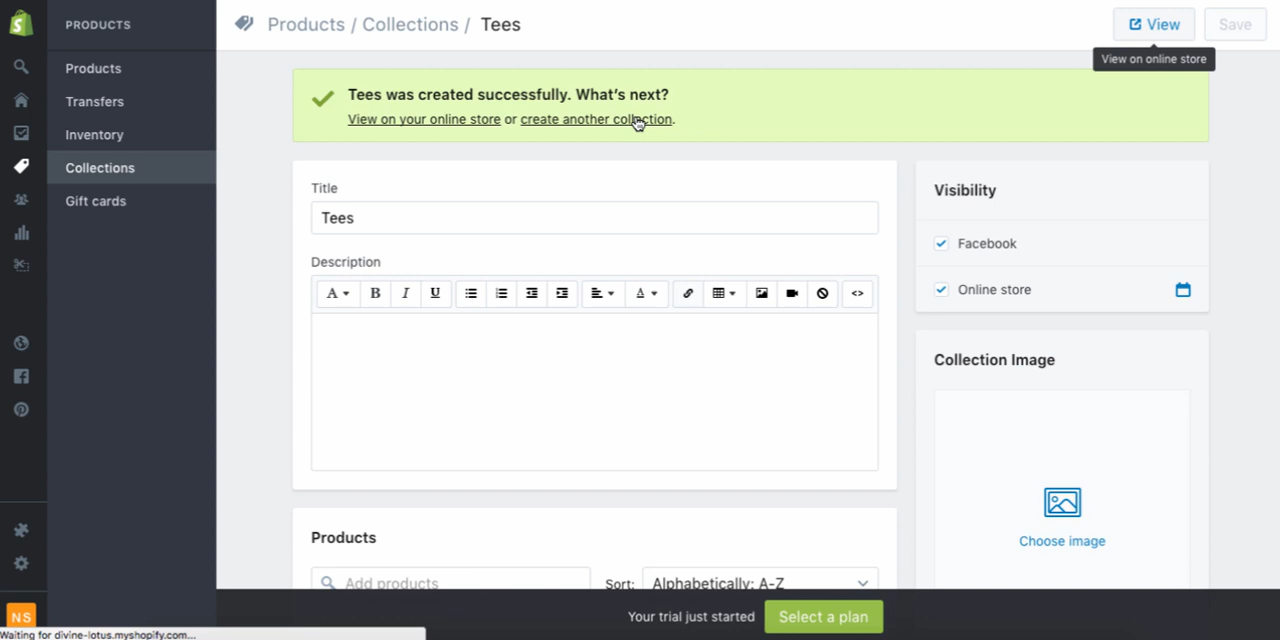 PRODUCTS
Products / Collections / Tees
View
Save
View on online store
Products
Transfers
Inventory
Collections
Gift cards
Tees was created successfully. What's next?
View on your online store or create another collection.
Title
Tees
Description
A
B
I
U
A
<>
Visibility
Facebook
Online store
Collection Image
Choose image
Products
Add products
Sort:
Alphabetically: A-Z
Your trial just started
Select a plan
NS
Waiting for divine-lotus.myshopify.com...